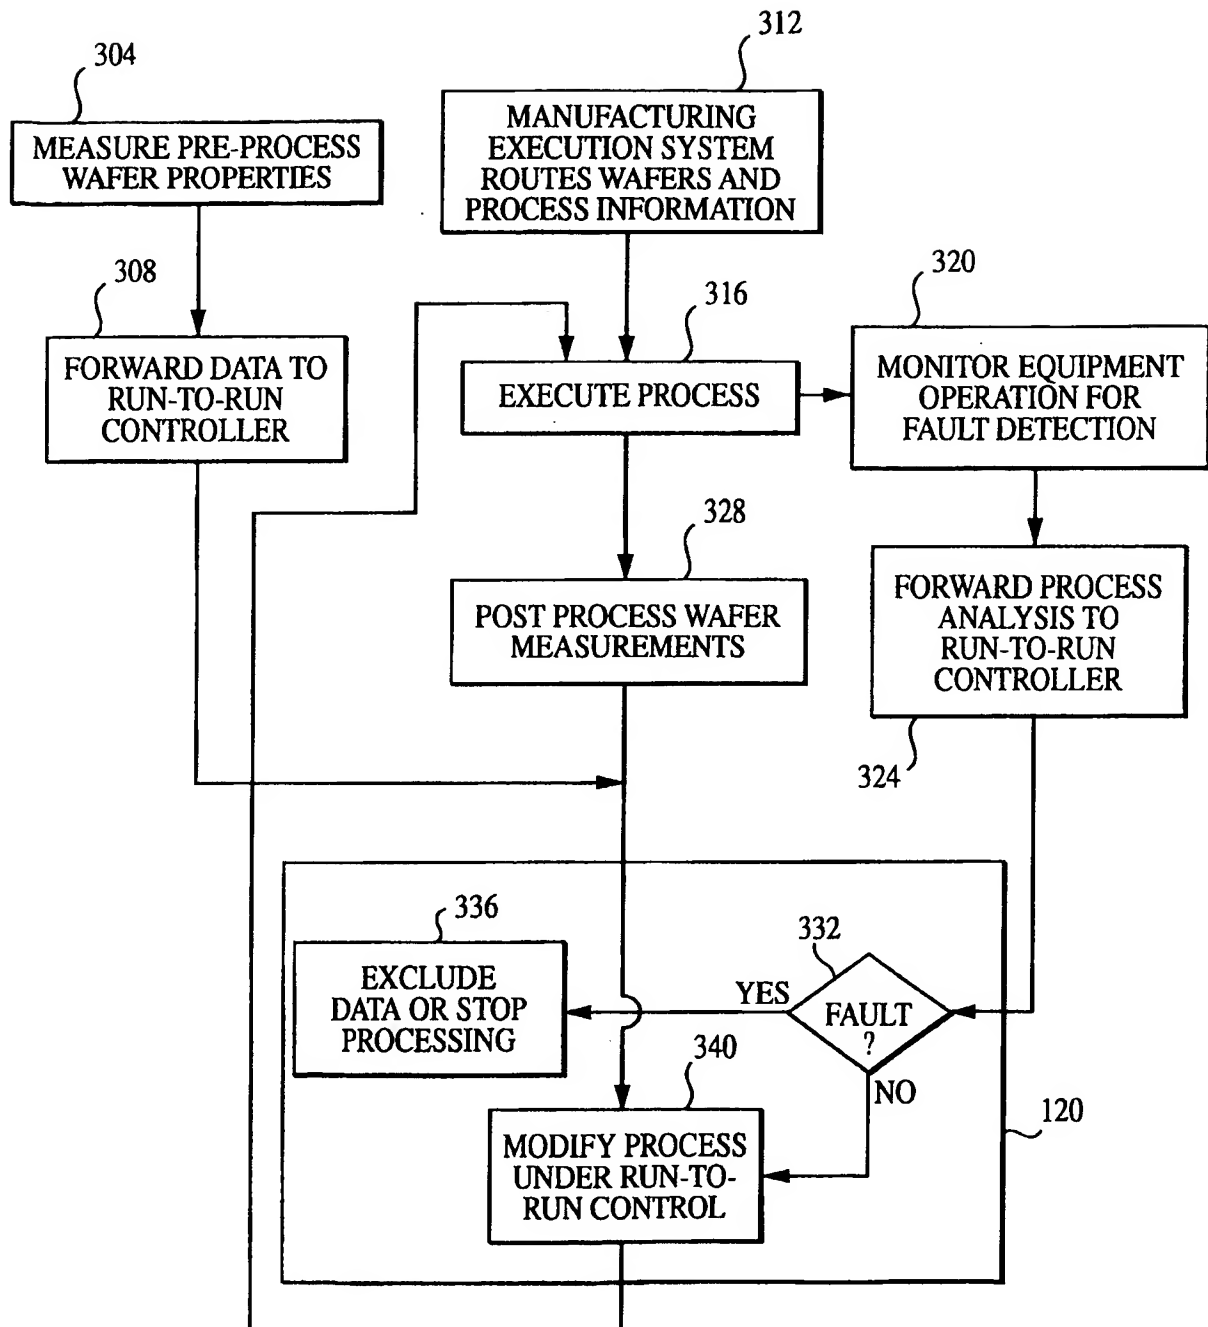 304
MEASURE PRE-PROCESS
WAFER PROPERTIES
312
MANUFACTURING
EXECUTION SYSTEM
ROUTES WAFERS AND
PROCESS INFORMATION
308
FORWARD DATA TO
RUN-TO-RUN
CONTROLLER
316
EXECUTE PROCESS
320
MONITOR EQUIPMENT
OPERATION FOR
FAULT DETECTION
328
POST PROCESS WAFER
MEASUREMENTS
FORWARD PROCESS
ANALYSIS TO
RUN-TO-RUN
CONTROLLER
324
336
EXCLUDE
DATA OR STOP
PROCESSING
332
YES
FAULT
?
NO
340
MODIFY PROCESS
UNDER RUN-TO-
RUN CONTROL
120